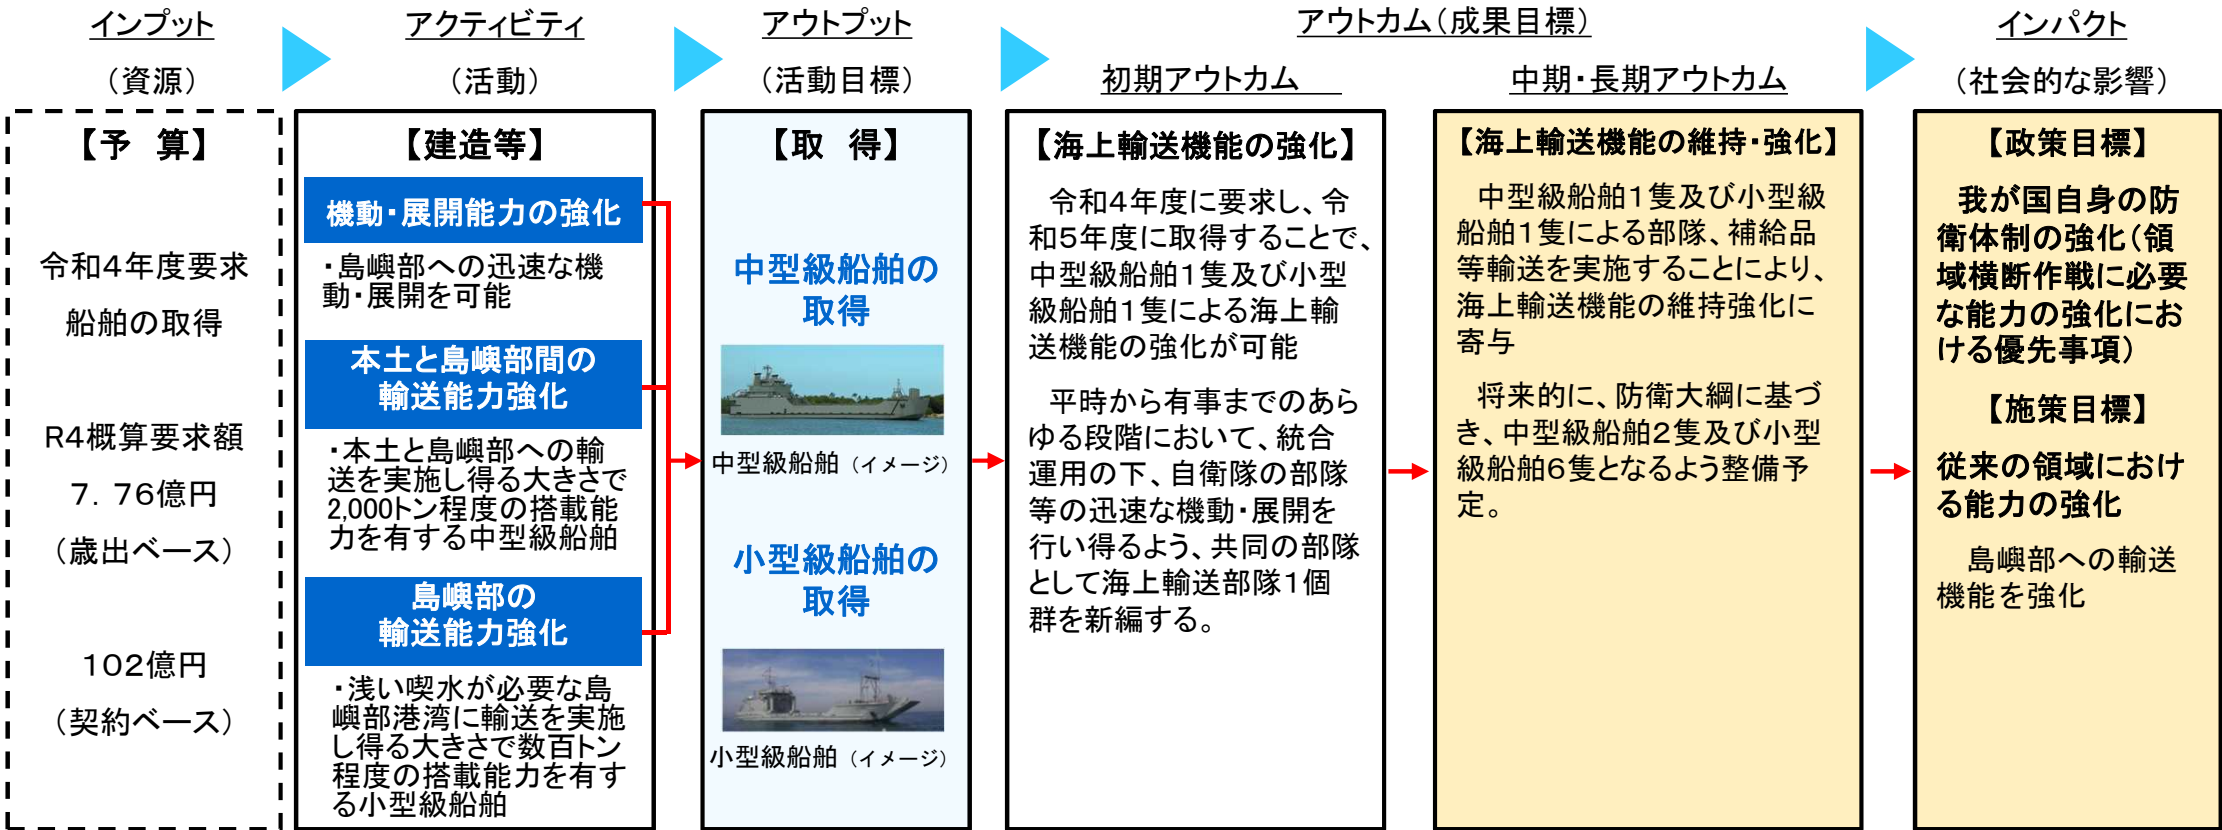 インプット
（資源）
【予　算】
令和４年度要求
船舶の取得
R4概算要求額
７．７６億円
（歳出ベース）
１０２億円
（契約ベース）
アクティビティ
（活動）
【建造等】
機動・展開能力の強化
・島嶼部への迅速な機
動・展開を可能
本土と島嶼部間の
輸送能力強化
・本土と島嶼部への輸
送を実施し得る大きさで
2,000トン程度の搭載能
力を有する中型級船舶
島嶼部の
輸送能力強化
・浅い喫水が必要な島
嶼部港湾に輸送を実施
し得る大きさで数百トン
程度の搭載能力を有す
る小型級船舶
アウトプット
（活動目標）
【取　得】
中型級船舶の
取得
中型級船舶（イメージ）
小型級船舶の
取得
小型級船舶（イメージ）
アウトカム（成果目標）
初期アウトカム
【海上輸送機能の強化】
令和４年度に要求し、令
和５年度に取得することで、
中型級船舶１隻及び小型
級船舶１隻による海上輸
送機能の強化が可能
平時から有事までのあら
ゆる段階において、統合
運用の下、自衛隊の部隊
等の迅速な機動・展開を
行い得るよう、共同の部隊
として海上輸送部隊１個
群を新編する。
中期・長期アウトカム
【海上輸送機能の維持・強化】
中型級船舶１隻及び小型級
船舶１隻による部隊、補給品
等輸送を実施することにより、
海上輸送機能の維持強化に
寄与
将来的に、防衛大綱に基づ
き、中型級船舶２隻及び小型
級船舶６隻となるよう整備予
定。
インパクト
（社会的な影響）
【政策目標】
我が国自身の防
衛体制の強化（領
域横断作戦に必要
な能力の強化にお
ける優先事項）
【施策目標】
従来の領域におけ
る能力の強化
島嶼部への輸送
機能を強化